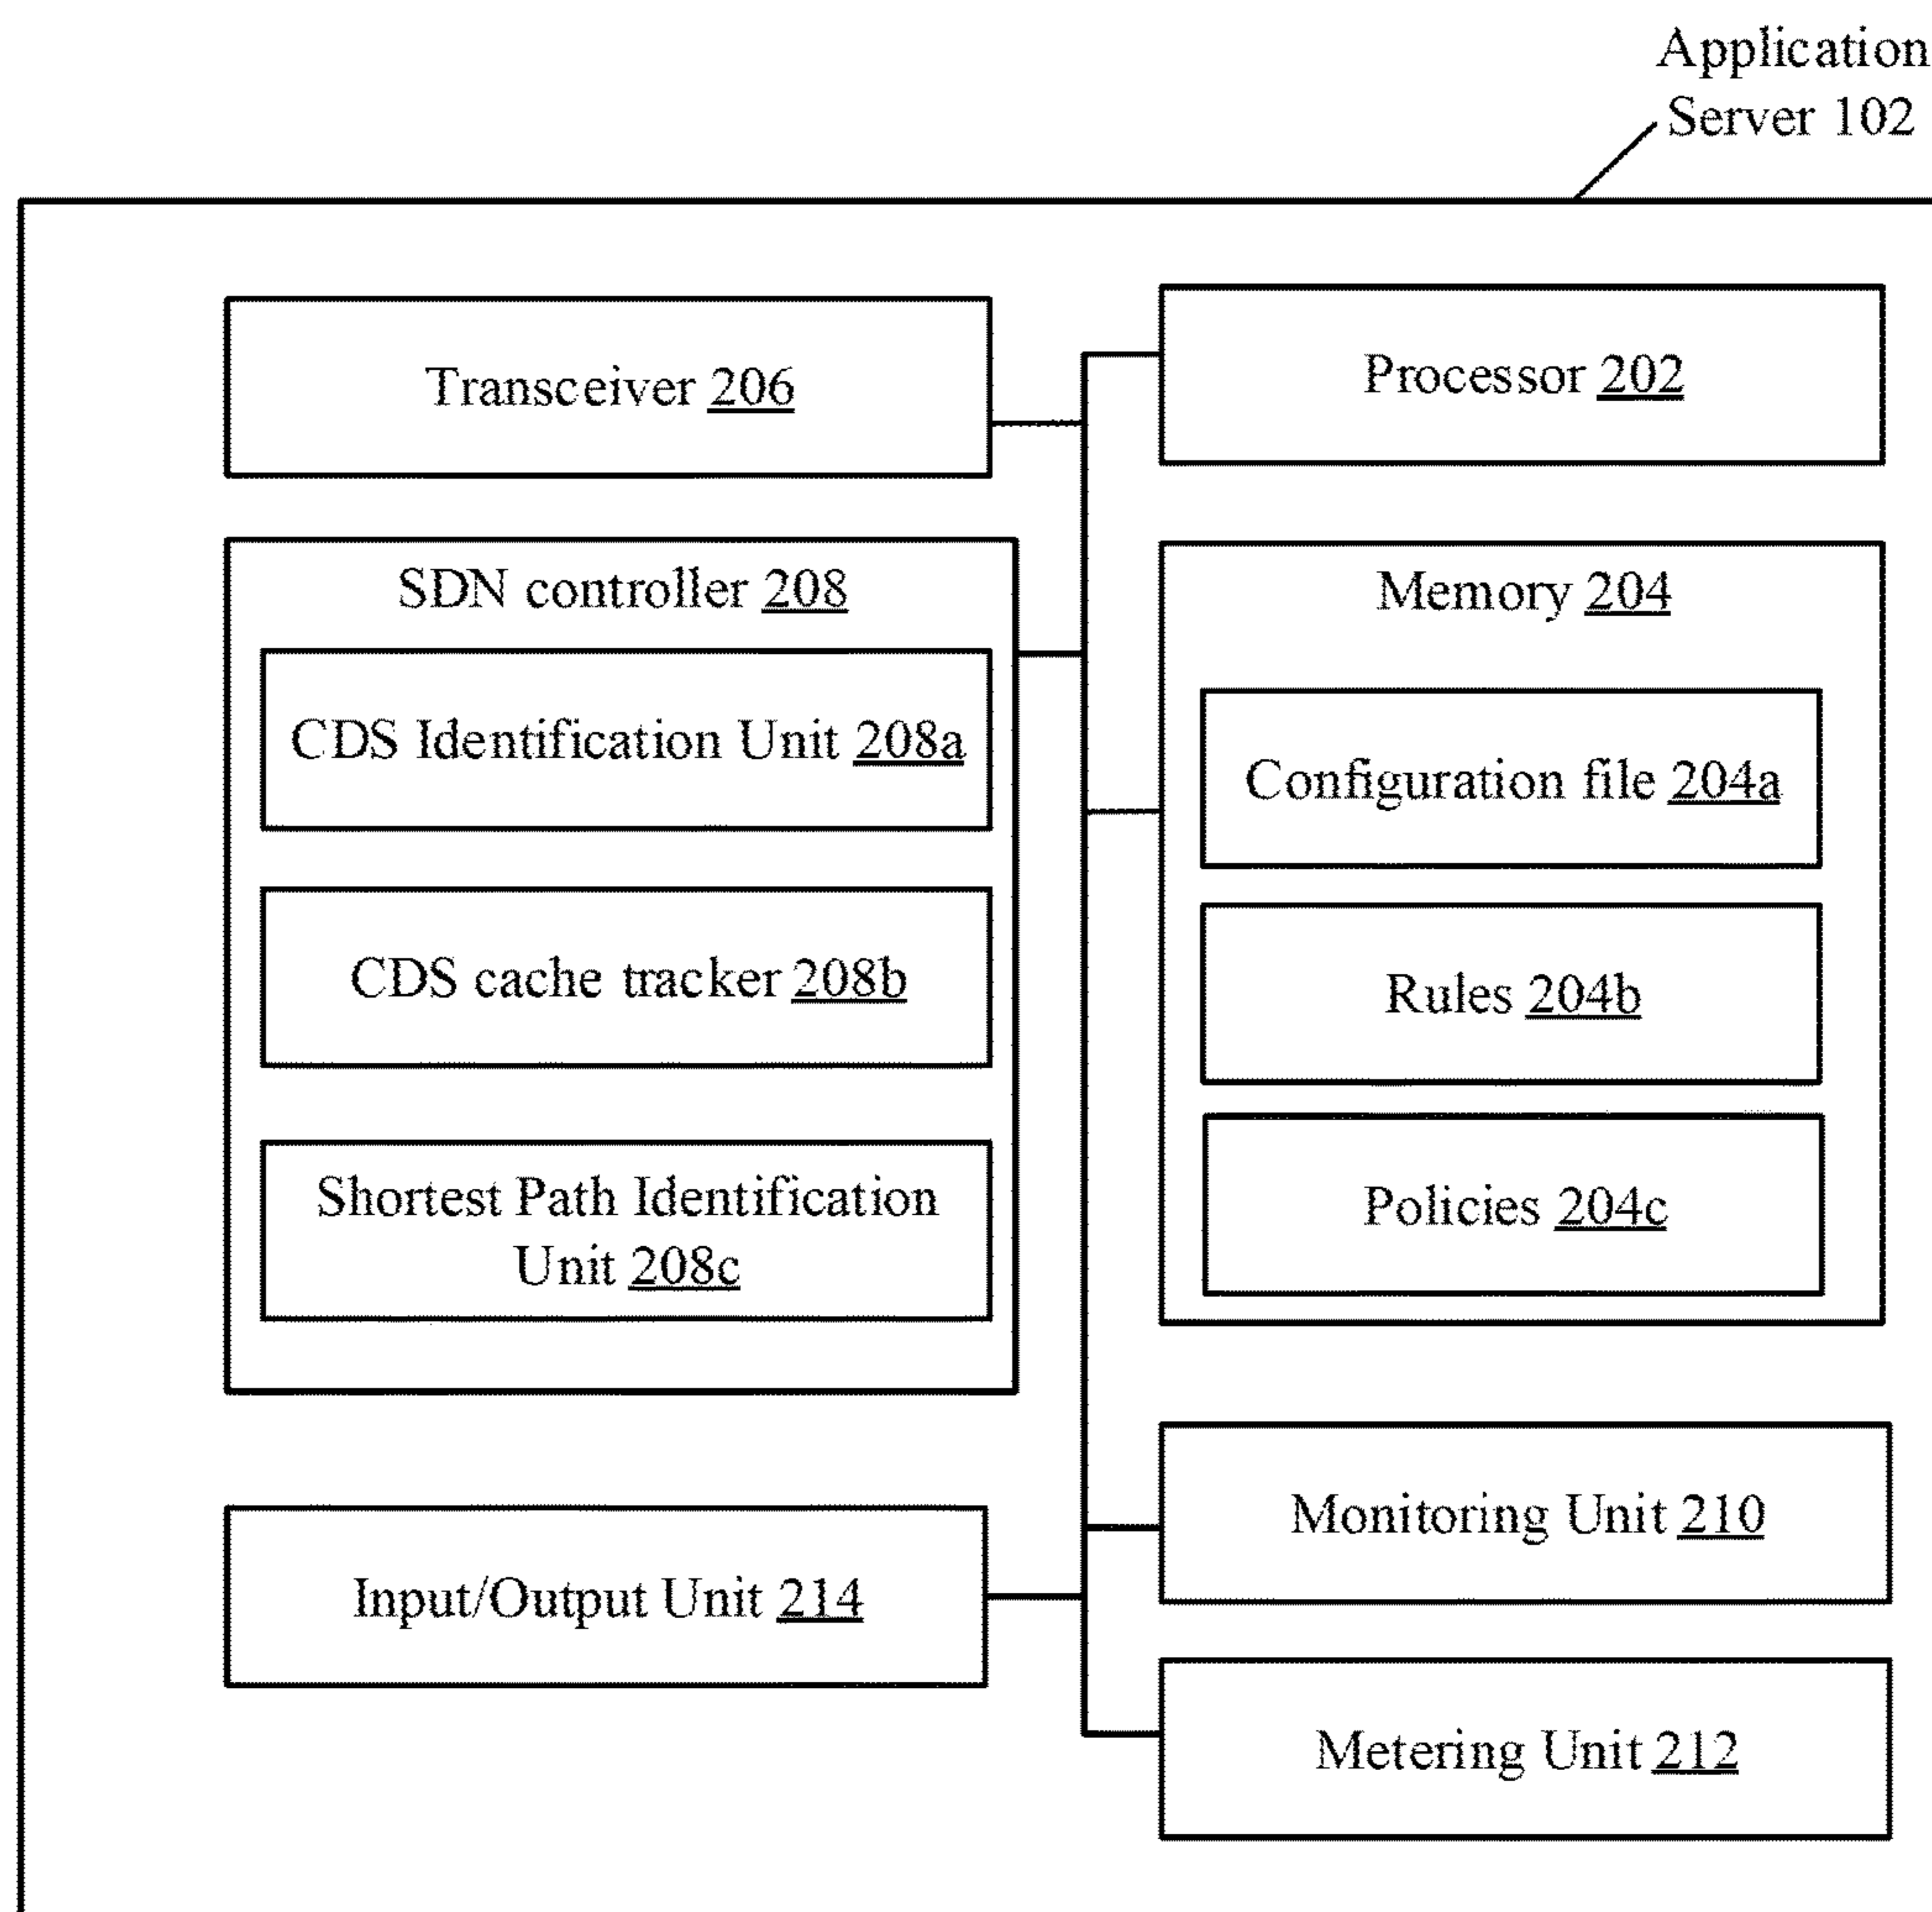 Application
Server 102
Transceiver 206
Processor 202
SDN controller 208
CDS Identification Unit 208a
CDS cache tracker 208b
Shortest Path Identification
Unit 208c
Memory 204
Configuration file 204a
Rules 204b
Policies 204c
Input/Output Unit 214
Monitoring Unit 210
Metering Unit 212